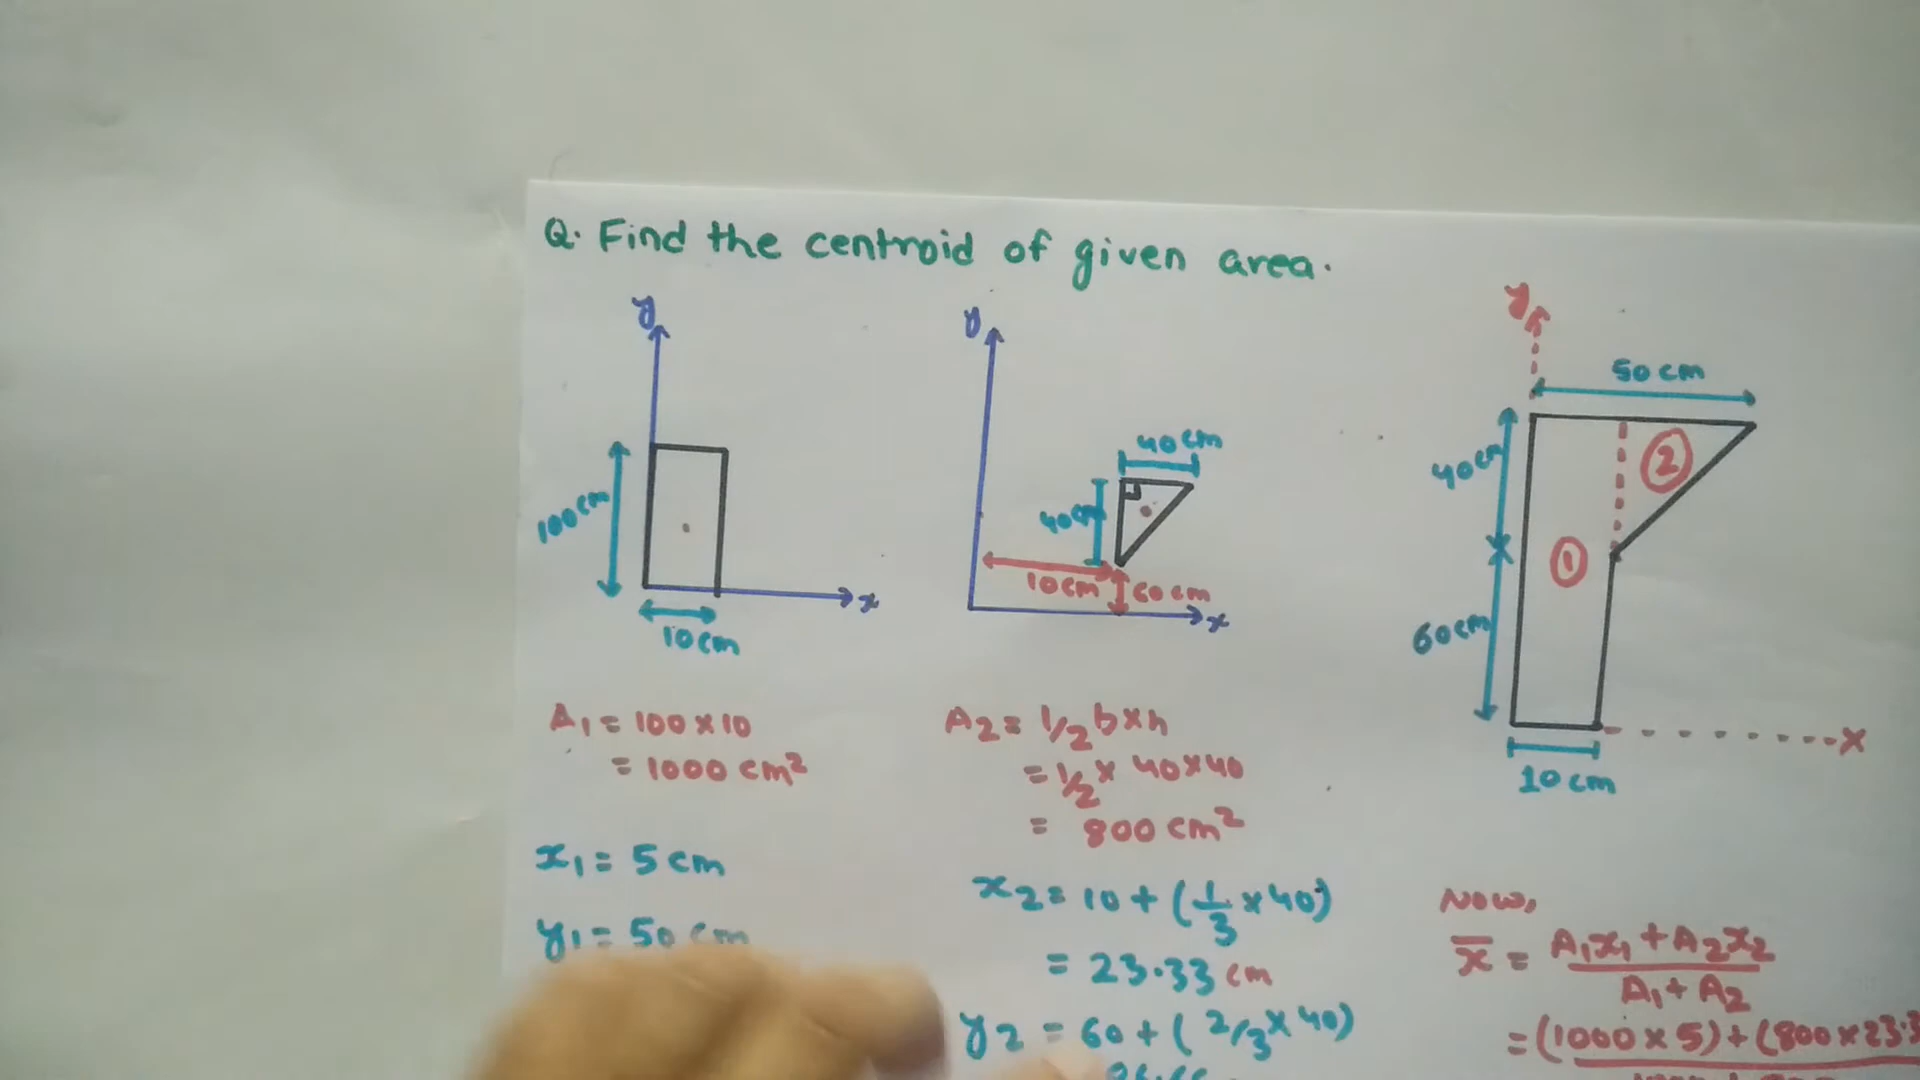 Q. Find the centroid of given area.
y
100cm
10cm
x
A1 = 100 × 10
= 1000 cm²
x1 = 5 cm
y1 = 50 cm
y
40cm
40cm
10cm
60cm
x
A2 = 1/2 b×h
= 1/2 × 40×40
= 800 cm²
x2 = 10 + (1/3 × 40)
= 23.33 cm
y2 = 60 + (2/3 × 40)
y
50 cm
40cm
2
1
60cm
x
10 cm
Now,
x̄ = A1x1 + A2x2
A1 + A2
= (1000 × 5) + (800 × 23.3